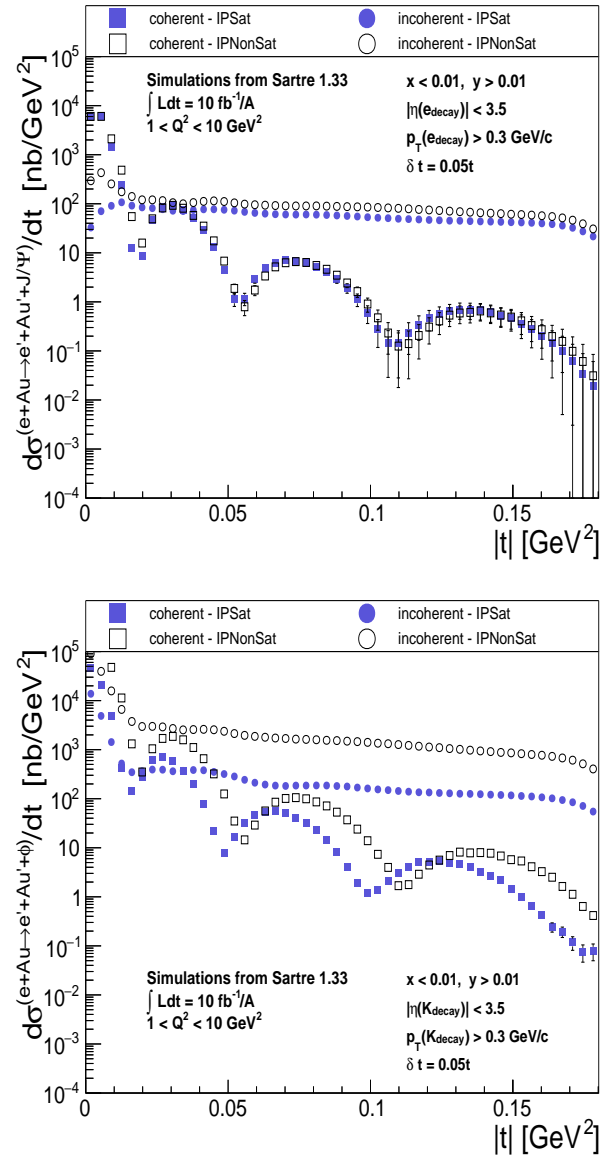 coherent - IPSat incoherent - IPSat
coherent - IPNonSat incoherent - IPNonSat
dσ^(e+Au→e'+Au'+J/Ψ)/dt [nb/GeV²]
10⁵
10⁴
10³
10²
10
1
10⁻¹
10⁻²
10⁻³
10⁻⁴
Simulations from Sartre 1.33
∫ Ldt = 10 fb⁻¹/A
1 < Q² < 10 GeV²
x < 0.01, y > 0.01
|η(e_decay)| < 3.5
p_T(e_decay) > 0.3 GeV/c
δ t = 0.05t
0 0.05 0.1 0.15
|t| [GeV²]
coherent - IPSat incoherent - IPSat
coherent - IPNonSat incoherent - IPNonSat
dσ^(e+Au→e'+Au'+ϕ)/dt [nb/GeV²]
10⁵
10⁴
10³
10²
10
1
10⁻¹
10⁻²
10⁻³
10⁻⁴
Simulations from Sartre 1.33
∫ Ldt = 10 fb⁻¹/A
1 < Q² < 10 GeV²
x < 0.01, y > 0.01
|η(K_decay)| < 3.5
p_T(K_decay) > 0.3 GeV/c
δ t = 0.05t
0 0.05 0.1 0.15
|t| [GeV²]